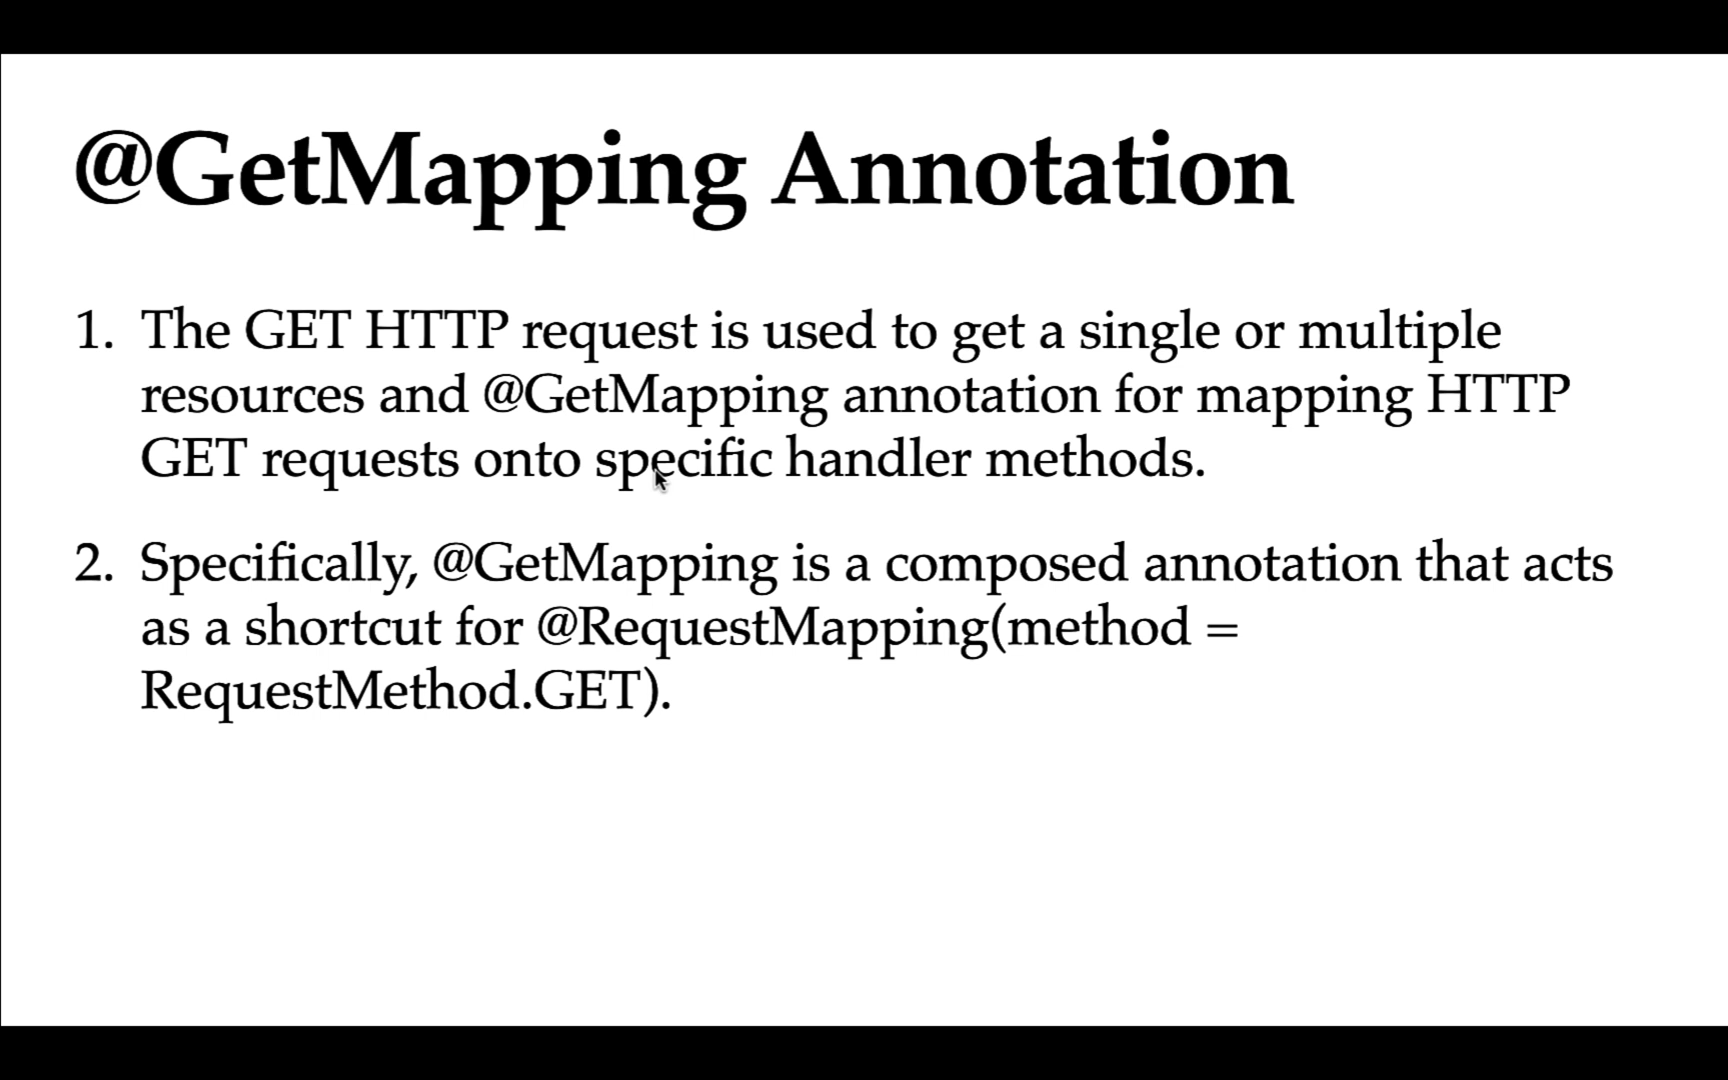 @GetMapping Annotation
1. The GET HTTP request is used to get a single or multiple
resources and @GetMapping annotation for mapping HTTP
GET requests onto specific handler methods.
2. Specifically, @GetMapping is a composed annotation that acts
as a shortcut for @RequestMapping(method =
RequestMethod.GET).